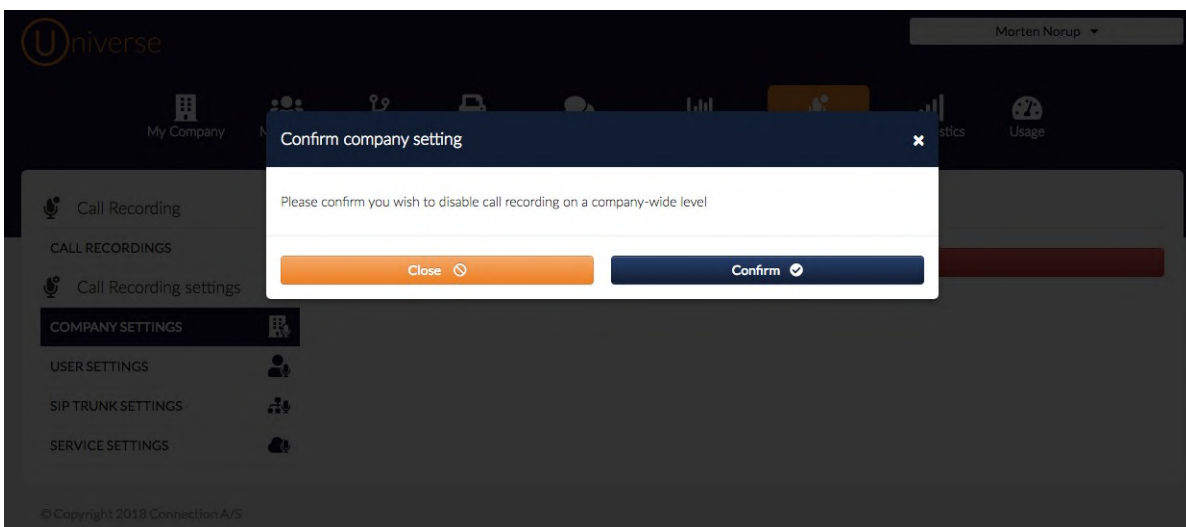 Universe
Morten Norup
My Company
M
stics
Usage
Confirm company setting
Please confirm you wish to disable call recording on a company-wide level
Close
Confirm
Call Recording
CALL RECORDINGS
Call Recording settings
COMPANY SETTINGS
USER SETTINGS
SIP TRUNK SETTINGS
SERVICE SETTINGS
© Copyright 2018 Connection A/S